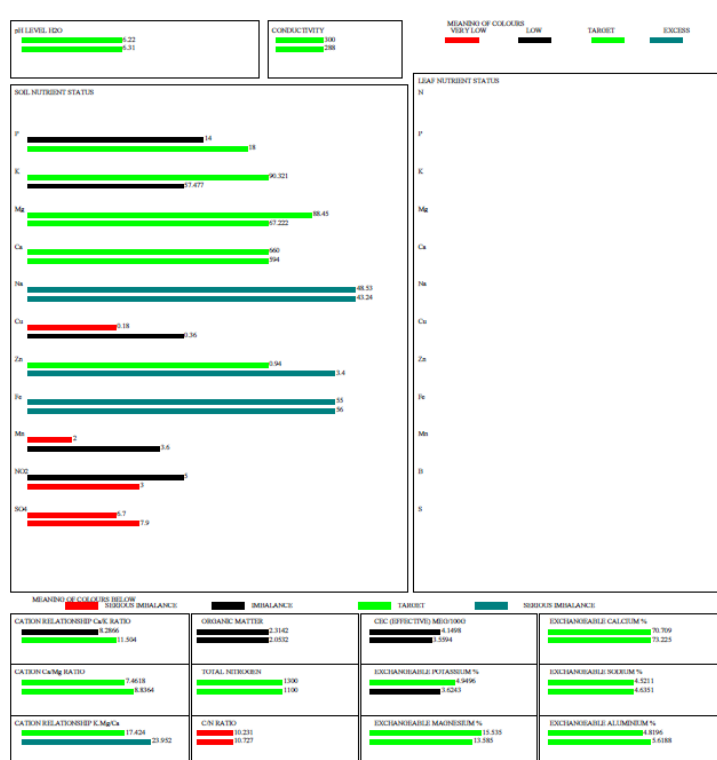 pH LEVEL H2O
6.22
6.31
CONDUCTIVITY
300
288
MEANING OF COLOURS
VERY LOW LOW TARGET EXCESS
SOIL NUTRIENT STATUS
P
14
18
K
90.321
57.477
Mg
88.45
67.222
Ca
660
594
Na
48.53
43.24
Cu
0.18
0.36
Zn
0.94
3.4
Fe
55
56
Mn
2
3.6
NO2
5
3
SO4
6.7
7.9
LEAF NUTRIENT STATUS
N
P
K
Mg
Ca
Na
Cu
Zn
Fe
Mn
B
S
MEANING OF COLOURS BELOW
SERIOUS IMBALANCE IMBALANCE TARGET SERIOUS IMBALANCE
CATION RELATIONSHIP Ca/K RATIO
8.2866
11.504
ORGANIC MATTER
2.3142
2.0532
CEC (EFFECTIVE) MEO/100G
4.1498
3.5594
EXCHANGEABLE CALCIUM %
70.709
73.225
CATION Ca/Mg RATIO
7.4618
8.8364
TOTAL NITROGEN
1300
1100
EXCHANGEABLE POTASSIUM %
4.9496
3.6243
EXCHANGEABLE SODIUM %
4.5211
4.6351
CATION RELATIONSHIP K.Mg/Ca
17.424
23.952
C/N RATIO
10.231
10.727
EXCHANGEABLE MAGNESIUM %
15.535
13.585
EXCHANGEABLE ALUMINIUM %
4.8196
5.6188